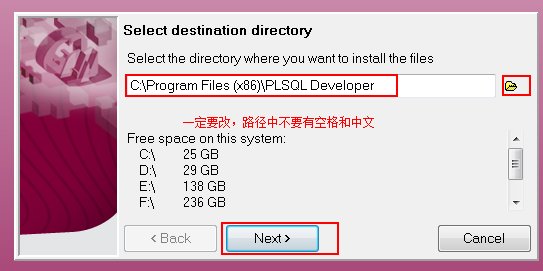 Select destination directory
Select the directory where you want to install the files
C:\Program Files (x86)\PLSQL Developer
一定要改，路径中不要有空格和中文
Free space on this system:
C:\ 25 GB
D:\ 29 GB
E:\ 138 GB
F:\ 236 GB
< Back
Next >
Cancel